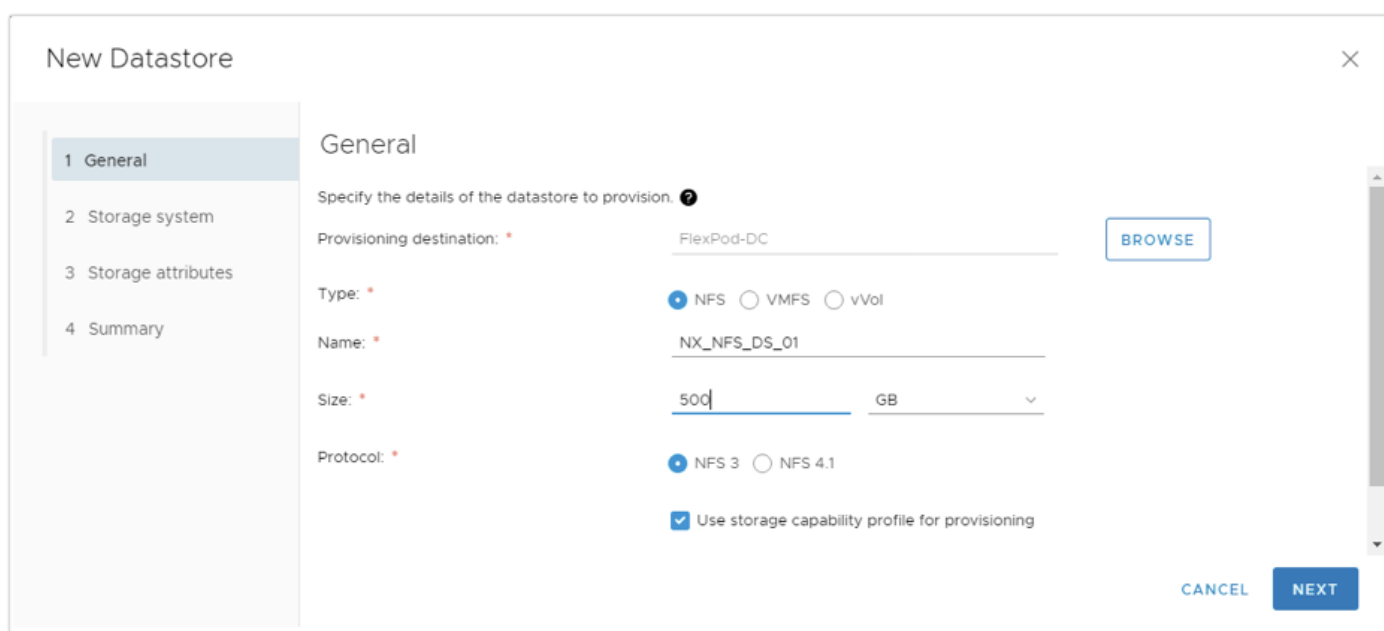 New Datastore
1 General
2 Storage system
3 Storage attributes
4 Summary
General
Specify the details of the datastore to provision. ?
Provisioning destination: * FlexPod-DC BROWSE
Type: * NFS VMFS vVol
Name: * NX_NFS_DS_01
Size: * 500 GB
Protocol: * NFS 3 NFS 4.1
Use storage capability profile for provisioning
CANCEL NEXT